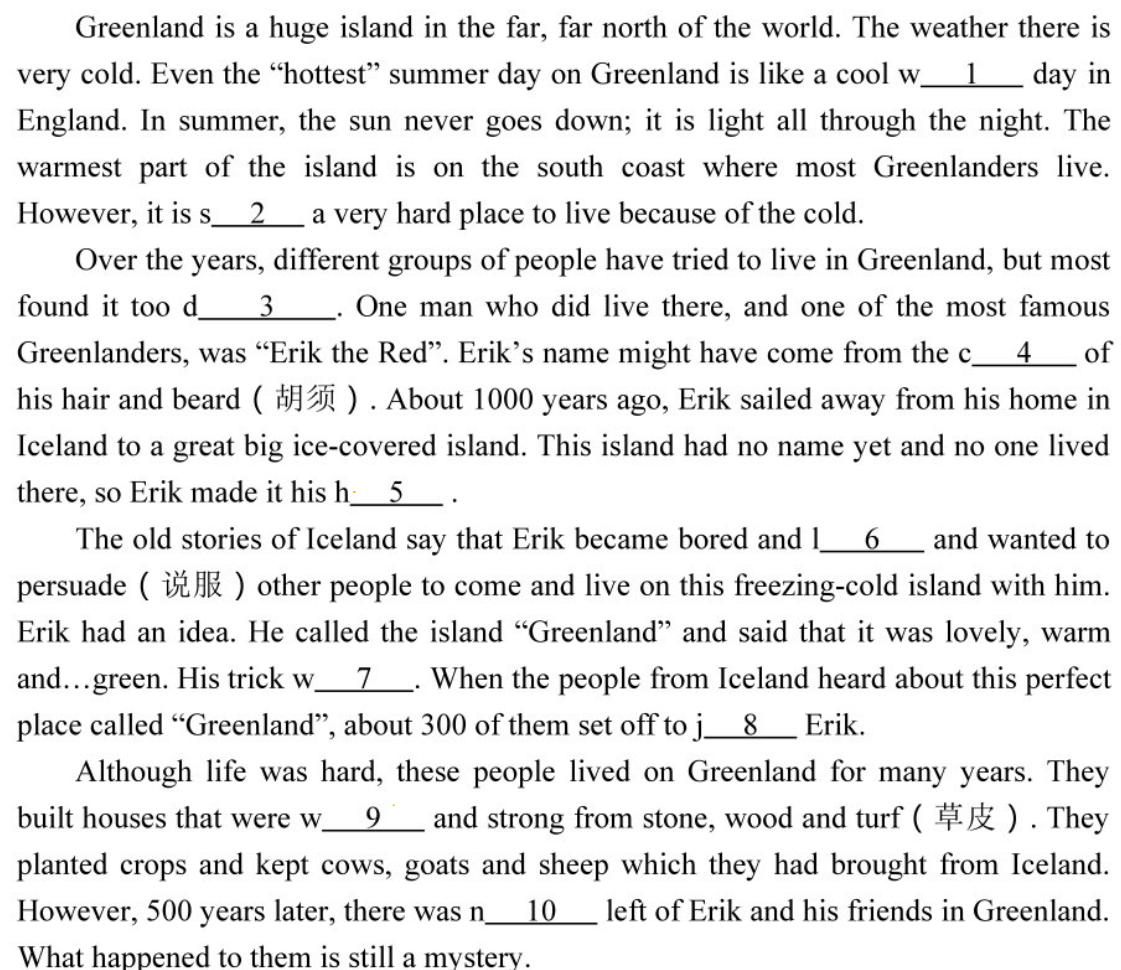 Greenland is a huge island in the far, far north of the world. The weather there is
very cold. Even the “hottest” summer day on Greenland is like a cool w___1___ day in
England. In summer, the sun never goes down; it is light all through the night. The
warmest part of the island is on the south coast where most Greenlanders live.
However, it is s___2___ a very hard place to live because of the cold.
Over the years, different groups of people have tried to live in Greenland, but most
found it too d____3____. One man who did live there, and one of the most famous
Greenlanders, was “Erik the Red”. Erik’s name might have come from the c___4___ of
his hair and beard（胡须）. About 1000 years ago, Erik sailed away from his home in
Iceland to a great big ice-covered island. This island had no name yet and no one lived
there, so Erik made it his h___5___ .
The old stories of Iceland say that Erik became bored and l___6___ and wanted to
persuade（说服）other people to come and live on this freezing-cold island with him.
Erik had an idea. He called the island “Greenland” and said that it was lovely, warm
and…green. His trick w___7___. When the people from Iceland heard about this perfect
place called “Greenland”, about 300 of them set off to j___8___ Erik.
Although life was hard, these people lived on Greenland for many years. They
built houses that were w___9___ and strong from stone, wood and turf（草皮）. They
planted crops and kept cows, goats and sheep which they had brought from Iceland.
However, 500 years later, there was n___10___ left of Erik and his friends in Greenland.
What happened to them is still a mystery.